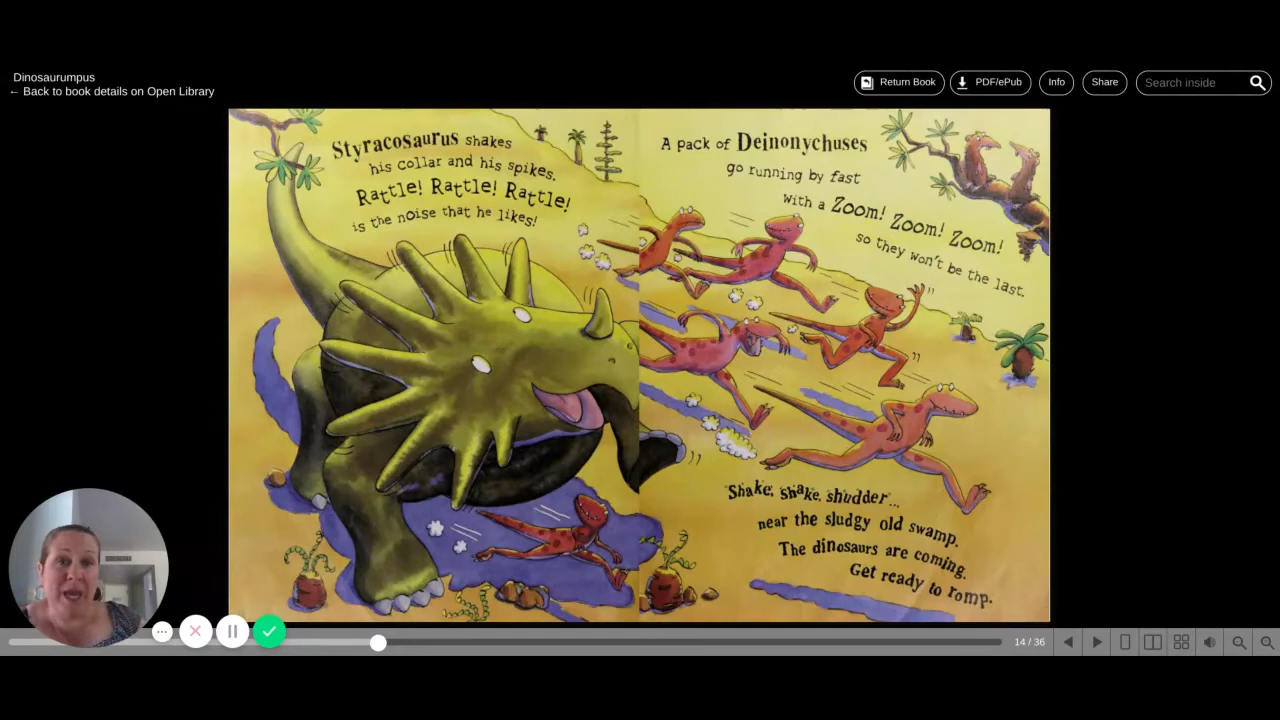 Dinosaurumpus
← Back to book details on Open Library
Return Book
PDF/ePub
Info
Share
Search inside
Styracosaurus shakes
his collar and his spikes.
Rattle! Rattle! Rattle!
is the noise that he likes!
A pack of Deinonychuses
go running by fast
with a Zoom! Zoom! Zoom!
so they won't be the last.
Shake, shake, shudder...
near the sludgy old swamp.
The dinosaurs are coming.
Get ready to romp.
14 / 36